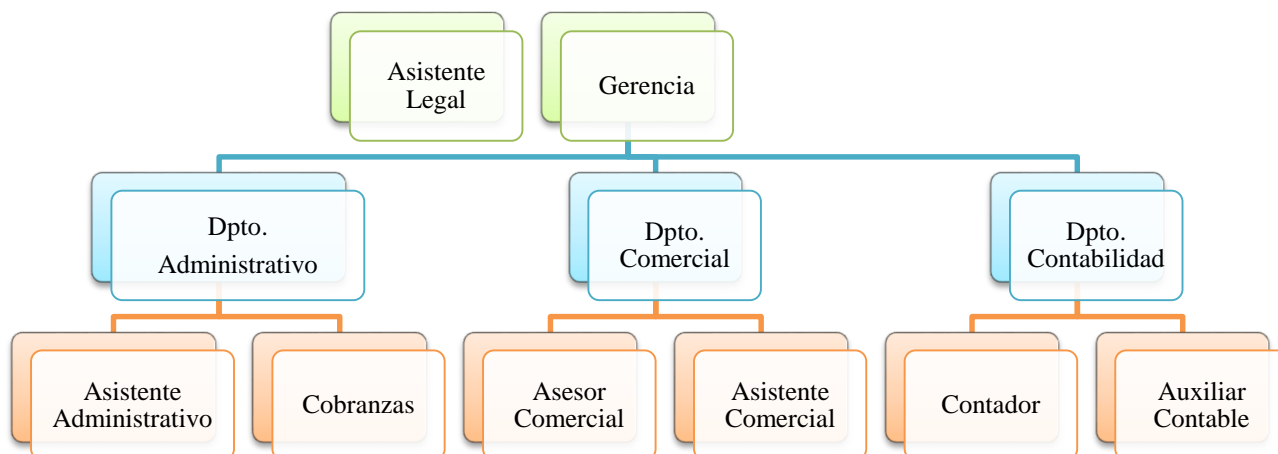 Asistente
Legal
Gerencia
Dpto.
Administrativo
Dpto.
Comercial
Dpto.
Contabilidad
Asistente
Administrativo
Cobranzas
Asesor
Comercial
Asistente
Comercial
Contador
Auxiliar
Contable